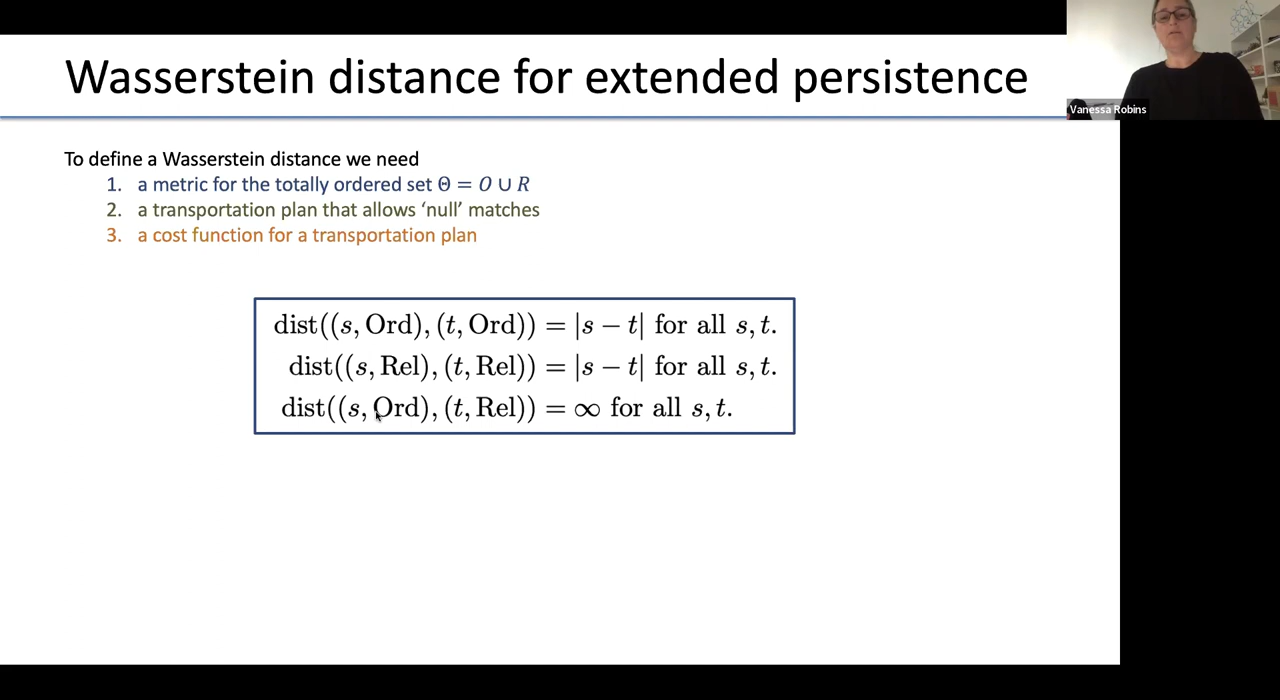 Wasserstein distance for extended persistence
Vanessa Robins
To define a Wasserstein distance we need
1. a metric for the totally ordered set Θ = O ∪ R
2. a transportation plan that allows ‘null’ matches
3. a cost function for a transportation plan
dist((s, Ord), (t, Ord)) = |s − t| for all s, t.
dist((s, Rel), (t, Rel)) = |s − t| for all s, t.
dist((s, Ord), (t, Rel)) = ∞ for all s, t.